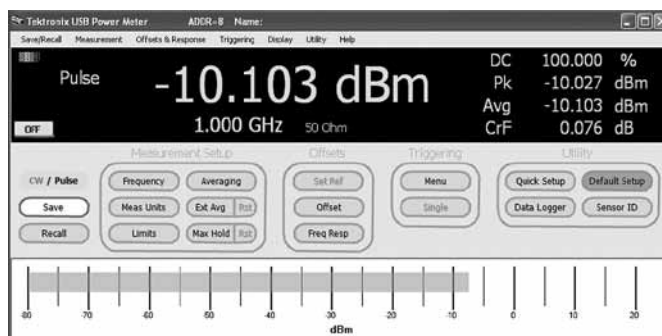 Tektronix USB Power Meter ADDR=8 Name:
Save/Recall Measurement Offsets & Response Triggering Display Utility Help
Pulse -10.103 dBm
1.000 GHz 50 Ohm
OFF
DC 100.000 %
Pk -10.027 dBm
Avg -10.103 dBm
CrF 0.076 dB
Measurement Setup Offsets Triggering Utility
CW / Pulse Frequency Averaging Set Ref Menu Quick Setup Default Setup
Save Meas Units Ext Avg Rst Offset Single Data Logger Sensor ID
Recall Limits Max Hold Rst Freq Resp
-80 -70 -60 -50 -40 -30 -20 -10 0 10 20
dBm